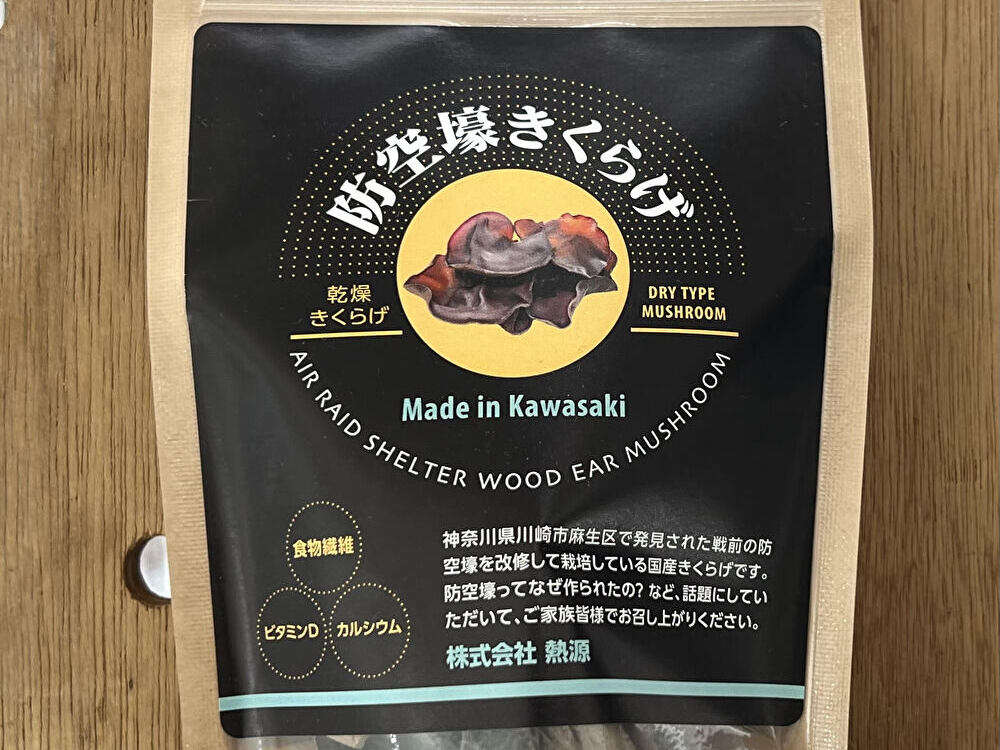 防空壕きくらげ
乾燥
きくらげ
DRY TYPE
MUSHROOM
Made in Kawasaki
AIR RAID SHELTER WOOD EAR MUSHROOM
食物繊維
ビタミンD
カルシウム
神奈川県川崎市麻生区で発見された戦前の防
空壕を改修して栽培している国産きくらげです。
防空壕ってなぜ作られたの? など、話題にしてい
ただいて、ご家族皆様でお召し上がりください。
株式会社 熱源